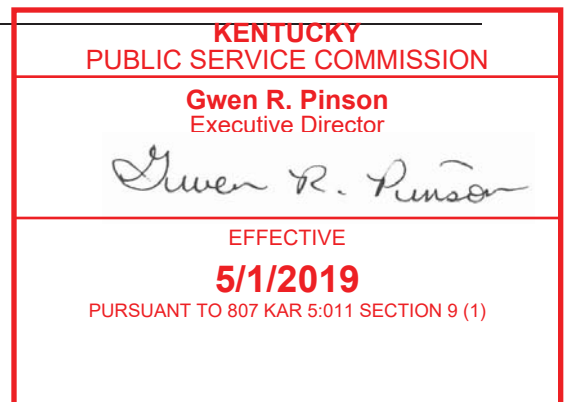 KENTUCKY
PUBLIC SERVICE COMMISSION
Gwen R. Pinson
Executive Director
Gwen R. Pinson
EFFECTIVE
5/1/2019
PURSUANT TO 807 KAR 5:011 SECTION 9 (1)